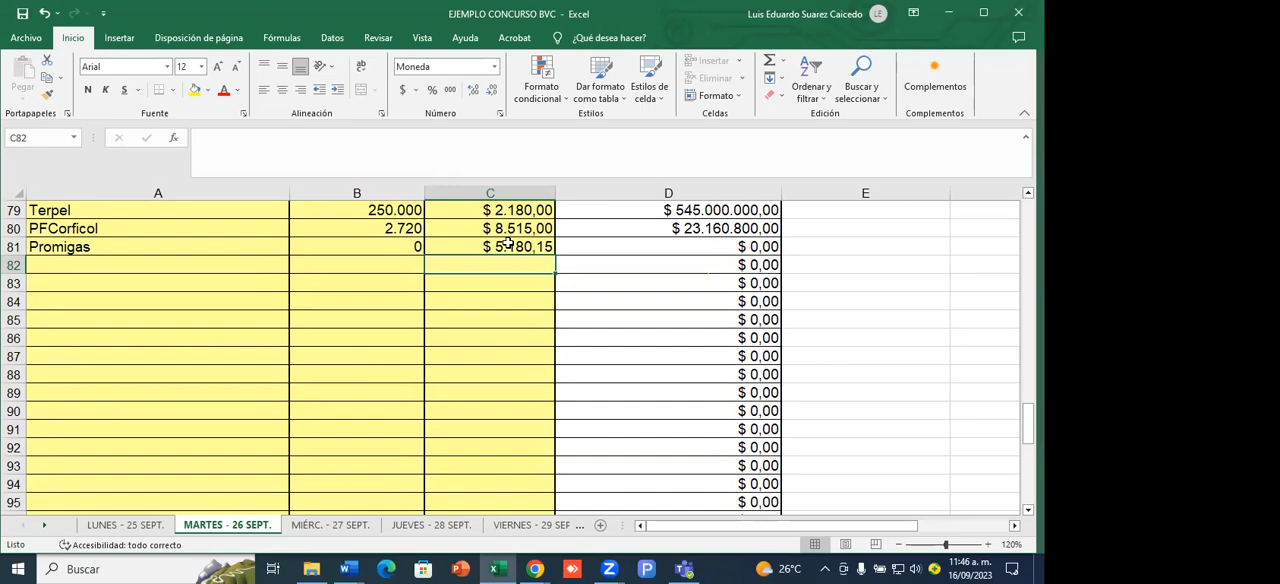 EJEMPLO CONCURSO BVC - Excel
Luis Eduardo Suarez Caicedo LE
Archivo Inicio Insertar Disposición de página Fórmulas Datos Revisar Vista Ayuda Acrobat ¿Qué desea hacer?
Pegar
Arial 12
N K S
Moneda
$ % 000
Formato condicional
Dar formato como tabla
Estilos de celda
Insertar
Eliminar
Formato
Ordenar y filtrar
Buscar y seleccionar
Complementos
Portapapeles Fuente Alineación Número Estilos Celdas Edición Complementos
C82 fx
A B C D E
79 Terpel 250.000 $ 2.180,00 $ 545.000.000,00
80 PFCorficol 2.720 $ 8.515,00 $ 23.160.800,00
81 Promigas 0 $ 5.180,15 $ 0,00
82 $ 0,00
83 $ 0,00
84 $ 0,00
85 $ 0,00
86 $ 0,00
87 $ 0,00
88 $ 0,00
89 $ 0,00
90 $ 0,00
91 $ 0,00
92 $ 0,00
93 $ 0,00
94 $ 0,00
95 $ 0,00
LUNES - 25 SEPT. MARTES - 26 SEPT. MIÉRC. - 27 SEPT. JUEVES - 28 SEPT. VIERNES - 29 SEP ...
Listo Accesibilidad: todo correcto 120%
Buscar 26°C 11:46 a. m.
16/09/2023